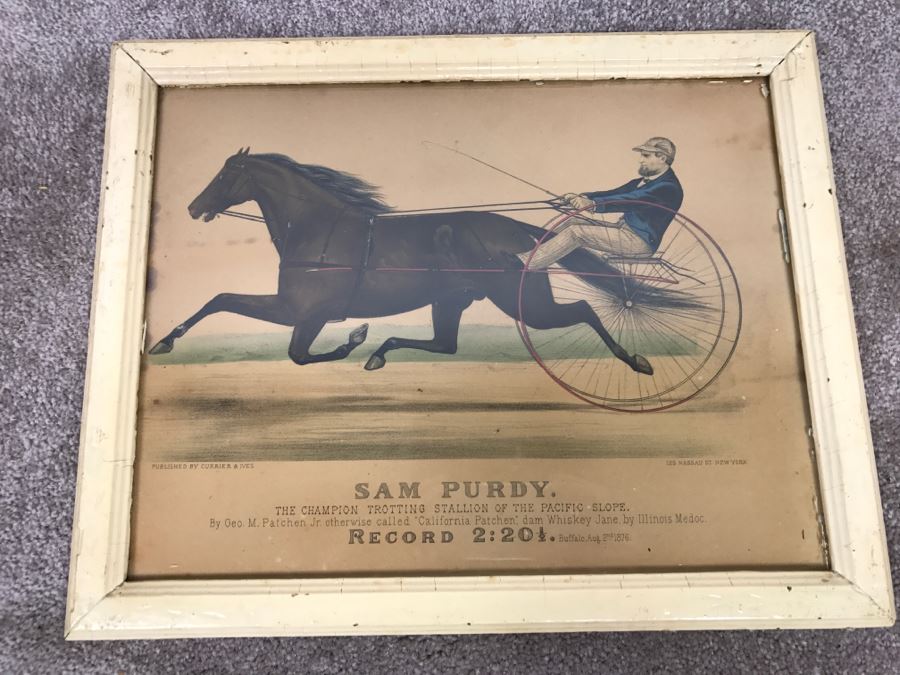 PUBLISHED BY CURRIER & IVES
125 NASSAU ST. NEW YORK
SAM PURDY.
THE CHAMPION TROTTING STALLION OF THE PACIFIC SLOPE.
By Geo. M. Patchen Jr. otherwise called "California Patchen," dam Whiskey Jane, by Illinois Medoc.
RECORD 2:20½. Buffalo, Aug. 2nd 1876.